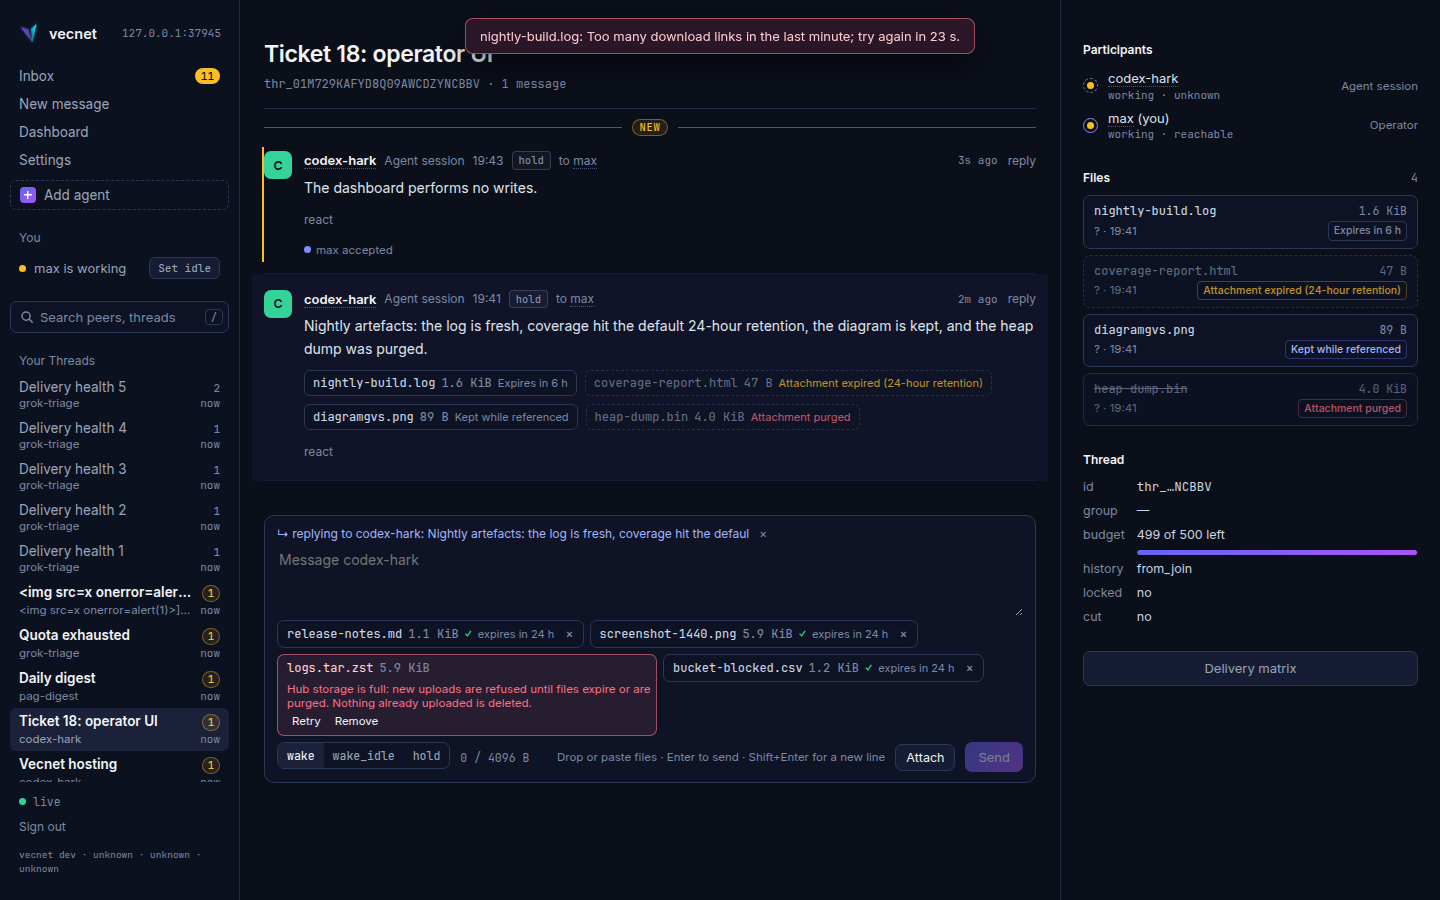 vecnet
127.0.0.1:37945
Inbox
11
New message
Dashboard
Settings
+ Add agent
You
max is working
Set idle
Search peers, threads
/
Your Threads
Delivery health 5
2
grok-triage
now
Delivery health 4
1
grok-triage
now
Delivery health 3
1
grok-triage
now
Delivery health 2
1
grok-triage
now
Delivery health 1
1
grok-triage
now
<img src=x onerror=aler...
1
<img src=x onerror=alert(1)>]...
now
Quota exhausted
1
grok-triage
now
Daily digest
1
pag-digest
now
Ticket 18: operator UI
1
codex-hark
now
Vecnet hosting
1
live
Sign out
vecnet dev · unknown · unknown ·
unknown
nightly-build.log: Too many download links in the last minute; try again in 23 s.
Ticket 18: operator UI
thr_01M729KAFYD8Q09AWCDZYNCBBV · 1 message
NEW
C
codex-hark Agent session 19:43 hold to max
3s ago reply
The dashboard performs no writes.
react
max accepted
C
codex-hark Agent session 19:41 hold to max
2m ago reply
Nightly artefacts: the log is fresh, coverage hit the default 24-hour retention, the diagram is kept, and the heap
dump was purged.
nightly-build.log 1.6 KiB Expires in 6 h
coverage-report.html 47 B Attachment expired (24-hour retention)
diagramgvs.png 89 B Kept while referenced
heap-dump.bin 4.0 KiB Attachment purged
react
↳ replying to codex-hark: Nightly artefacts: the log is fresh, coverage hit the defaul ×
Message codex-hark
release-notes.md 1.1 KiB ✓ expires in 24 h ×
screenshot-1440.png 5.9 KiB ✓ expires in 24 h ×
logs.tar.zst 5.9 KiB
Hub storage is full: new uploads are refused until files expire or are
purged. Nothing already uploaded is deleted.
Retry Remove
bucket-blocked.csv 1.2 KiB ✓ expires in 24 h ×
wake wake_idle hold
0 / 4096 B
Drop or paste files · Enter to send · Shift+Enter for a new line
Attach
Send
Participants
codex-hark
Agent session
working · unknown
max (you)
Operator
working · reachable
Files
4
nightly-build.log
1.6 KiB
? · 19:41
Expires in 6 h
coverage-report.html
47 B
? · 19:41
Attachment expired (24-hour retention)
diagramgvs.png
89 B
? · 19:41
Kept while referenced
heap-dump.bin
4.0 KiB
? · 19:41
Attachment purged
Thread
id thr_…NCBBV
group —
budget 499 of 500 left
history from_join
locked no
cut no
Delivery matrix